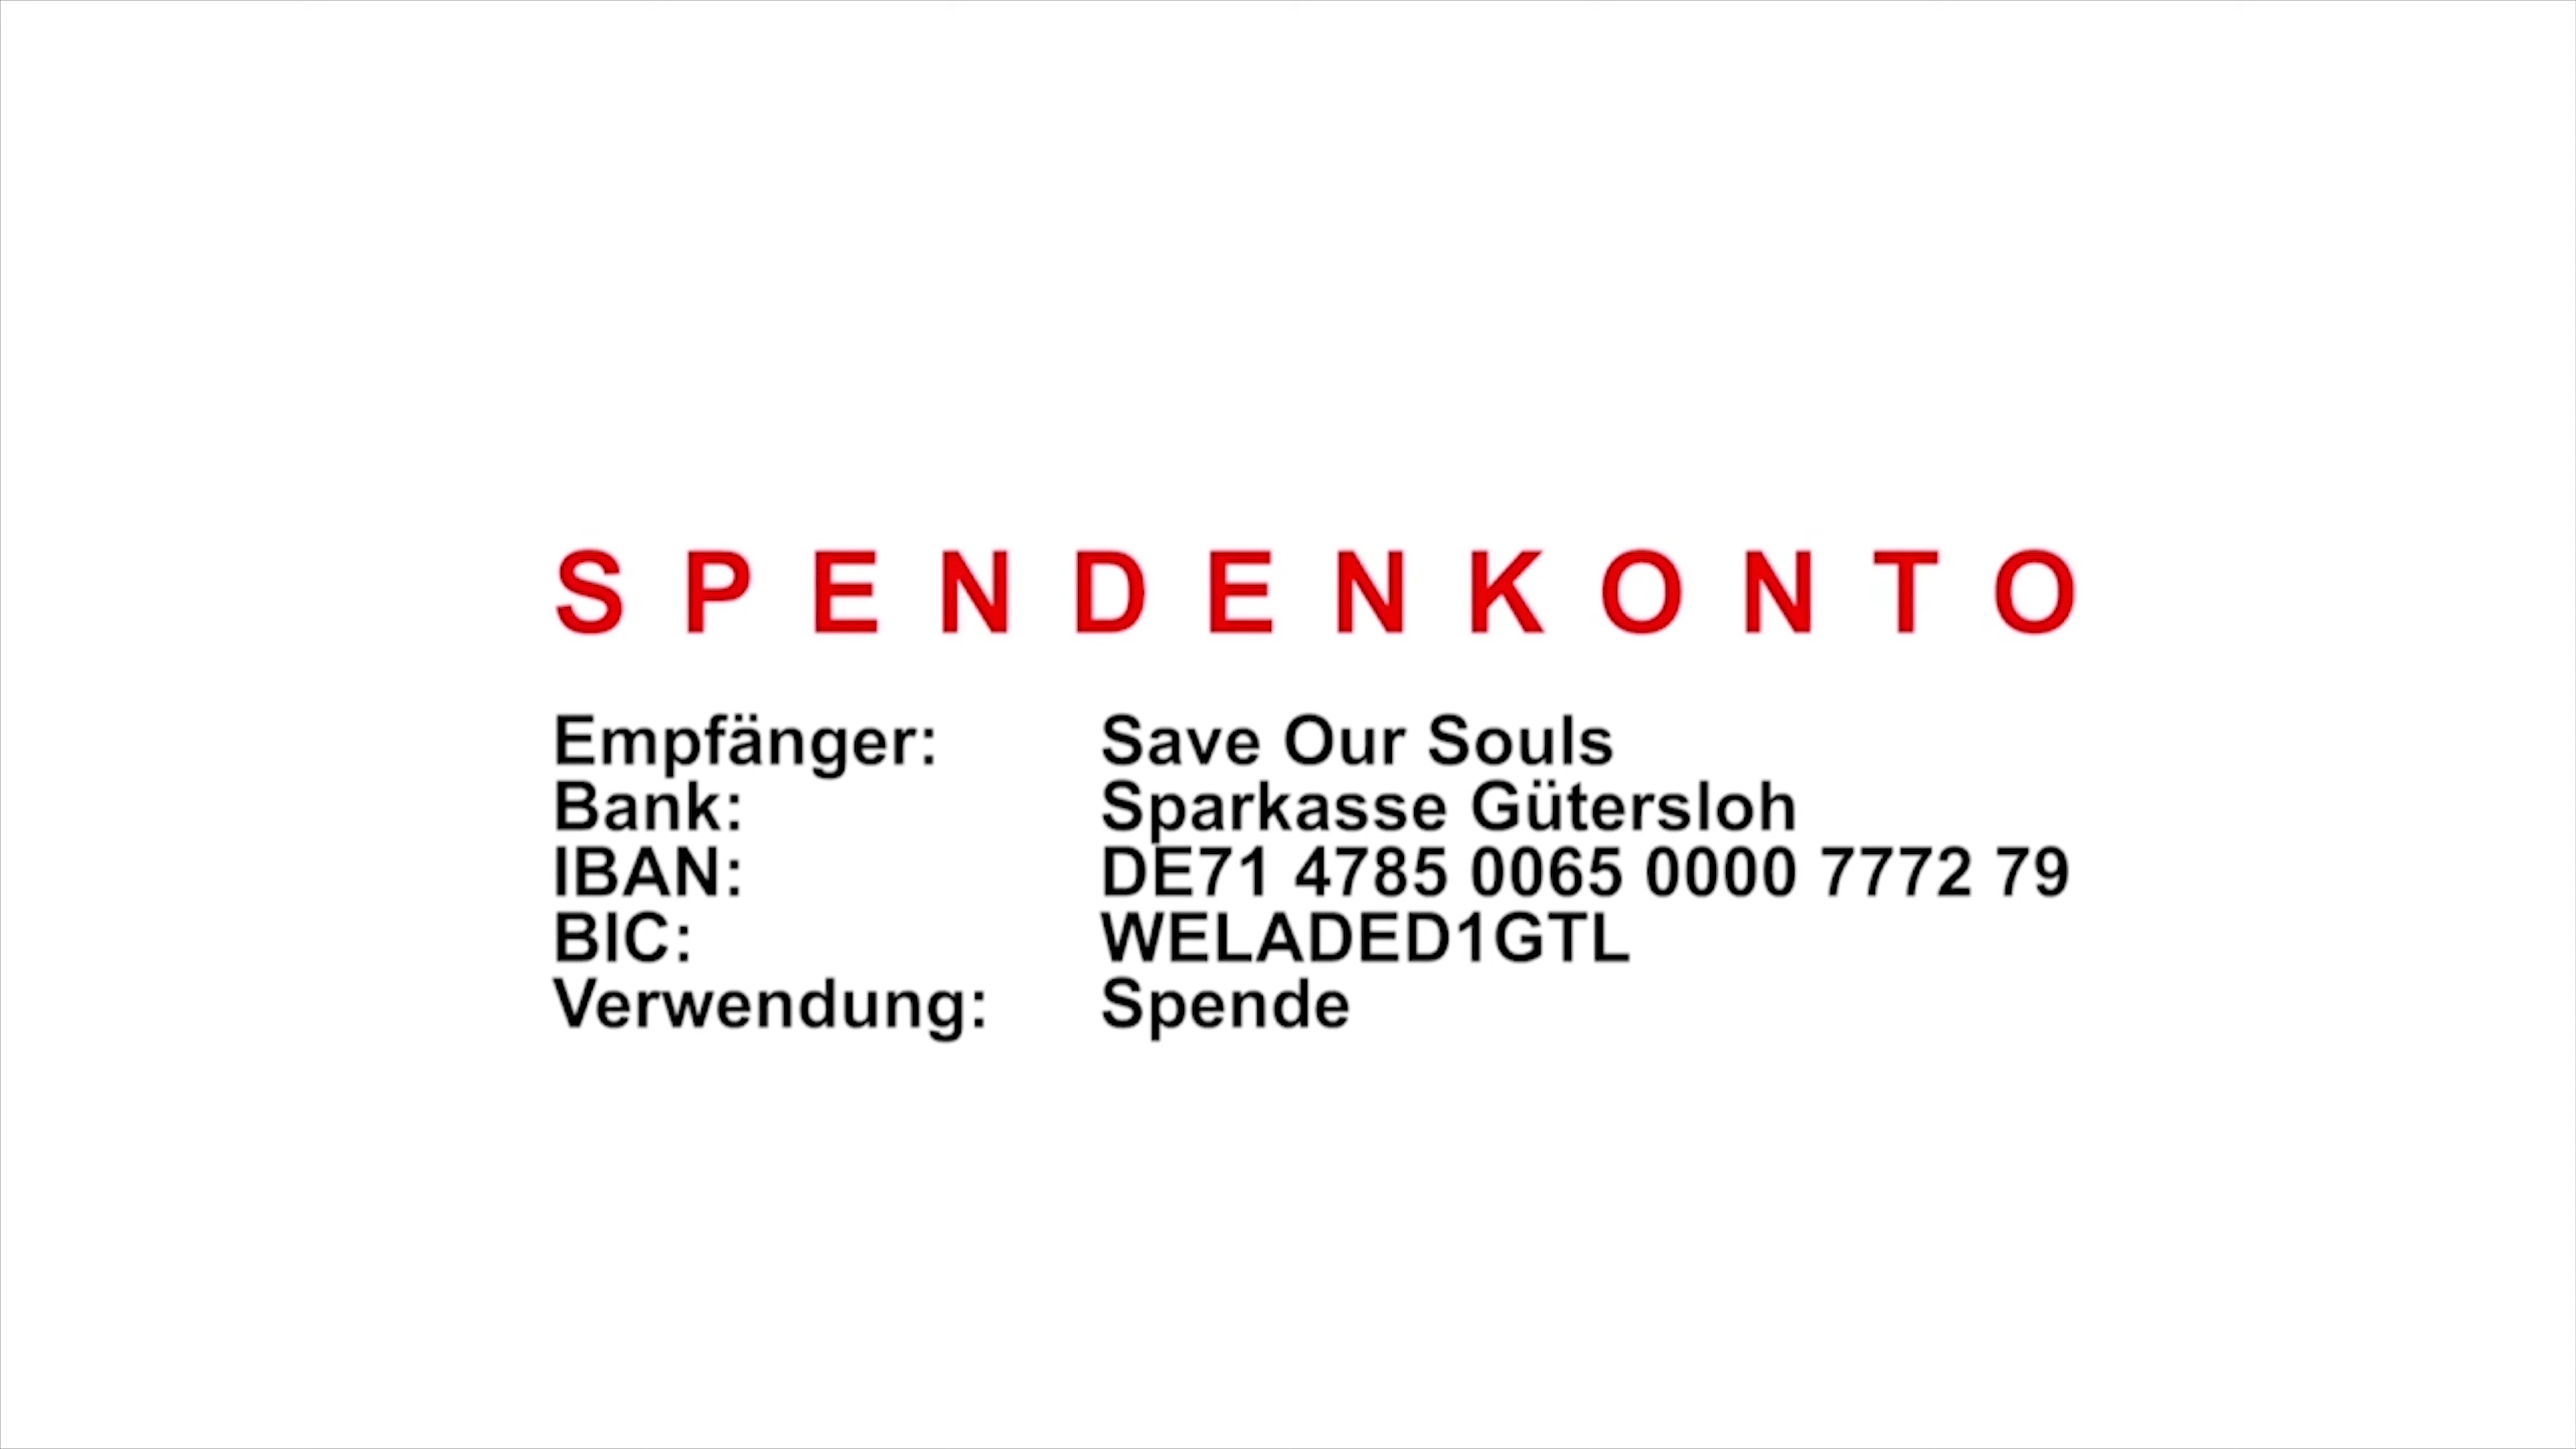 SPENDENKONTO
Empfänger: Save Our Souls
Bank: Sparkasse Gütersloh
IBAN: DE71 4785 0065 0000 7772 79
BIC: WELADED1GTL
Verwendung: Spende